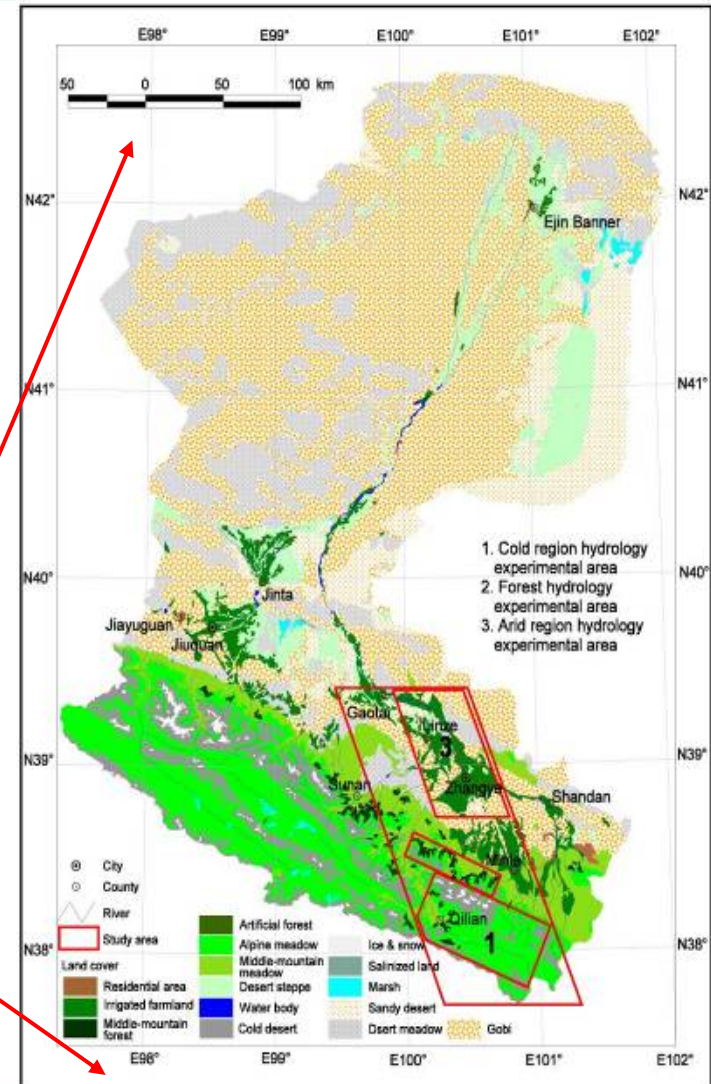 E98° E99° E100° E101° E102°
50 0 50 100 km
N42° N42°
Ejin Banner
N41° N41°
1. Cold region hydrology
experimental area
2. Forest hydrology
experimental area
3. Arid region hydrology
experimental area
N40° N40°
Jinta
Jiayuguan
Jiuquan
Gaotai
Linze
3
N39° N39°
Zhangye
Sunan
Shandan
Minle
2
Qilian
1
N38° N38°
City
County
River
Study area
Land cover
Residential area
Irrigated farmland
Middle-mountain
forest
Artificial forest
Alpine meadow
Middle-mountain
meadow
Desert steppe
Water body
Cold desert
Ice & snow
Salinized land
Marsh
Sandy desert
Dsert meadow
Gobi
E98° E99° E100° E101° E102°